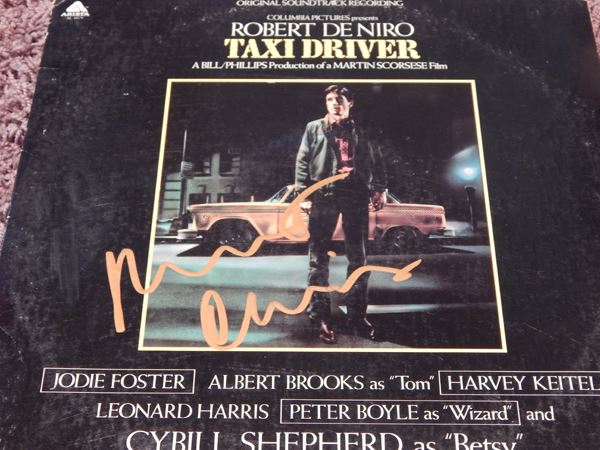 ARISTA
ORIGINAL SOUNDTRACK RECORDING
COLUMBIA PICTURES presents
ROBERT DE NIRO
TAXI DRIVER
A BILL/PHILLIPS Production of a MARTIN SCORSESE Film
JODIE FOSTER ALBERT BROOKS as "Tom" HARVEY KEITEL
LEONARD HARRIS PETER BOYLE as "Wizard" and
CYBILL SHEPHERD as "Betsy"